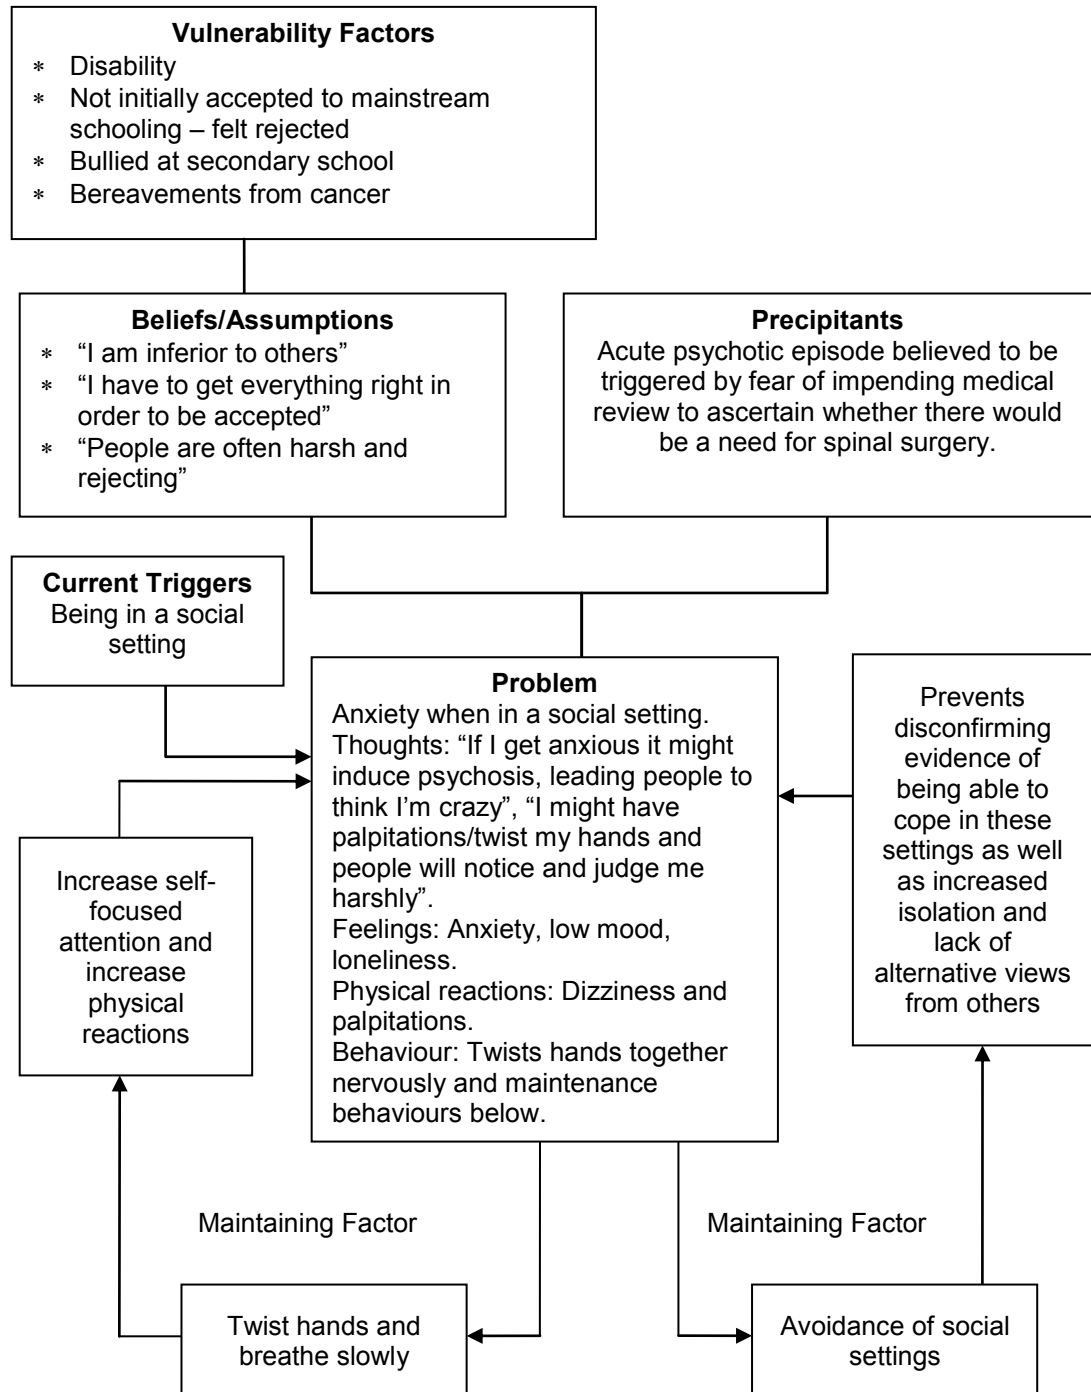 Vulnerability Factors
* Disability
* Not initially accepted to mainstream
schooling – felt rejected
* Bullied at secondary school
* Bereavements from cancer
Beliefs/Assumptions
* “I am inferior to others”
* “I have to get everything right in
order to be accepted”
* “People are often harsh and
rejecting”
Precipitants
Acute psychotic episode believed to be
triggered by fear of impending medical
review to ascertain whether there would
be a need for spinal surgery.
Current Triggers
Being in a social
setting
Problem
Anxiety when in a social setting.
Thoughts: “If I get anxious it might
induce psychosis, leading people to
think I’m crazy”, “I might have
palpitations/twist my hands and
people will notice and judge me
harshly”.
Feelings: Anxiety, low mood,
loneliness.
Physical reactions: Dizziness and
palpitations.
Behaviour: Twists hands together
nervously and maintenance
behaviours below.
Prevents
disconfirming
evidence of
being able to
cope in these
settings as well
as increased
isolation and
lack of
alternative views
from others
Increase self-
focused
attention and
increase
physical
reactions
Maintaining Factor
Maintaining Factor
Twist hands and
breathe slowly
Avoidance of social
settings